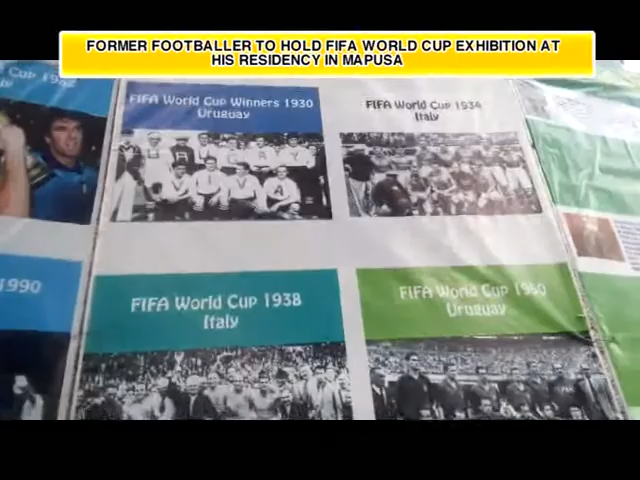 FORMER FOOTBALLER TO HOLD FIFA WORLD CUP EXHIBITION AT
HIS RESIDENCY IN MAPUSA
FIFA World Cup Winners 1930
Uruguay
FIFA World Cup 1934
Italy
1990
FIFA World Cup 1938
Italy
FIFA World Cup 1950
Uruguay